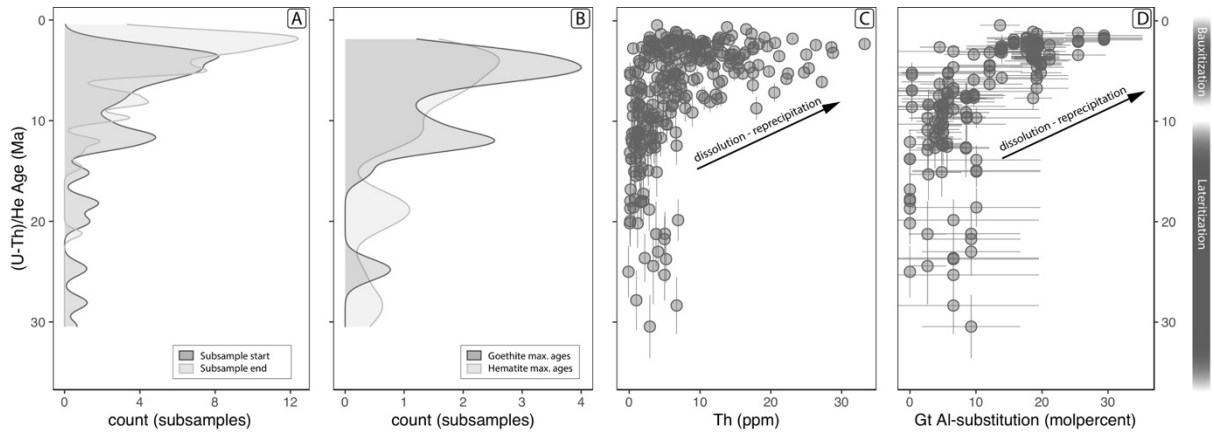 A
B
C
D
0
10
20
30
(U-Th)/He Age (Ma)
Subsample start
Subsample end
0
4
8
12
count (subsamples)
Goethite max. ages
Hematite max. ages
0
1
2
3
4
count (subsamples)
dissolution - reprecipitation
0
10
20
30
Th (ppm)
dissolution - reprecipitation
0
10
20
30
Gt Al-substitution (molpercent)
0
10
20
30
Bauxitization
Lateritization